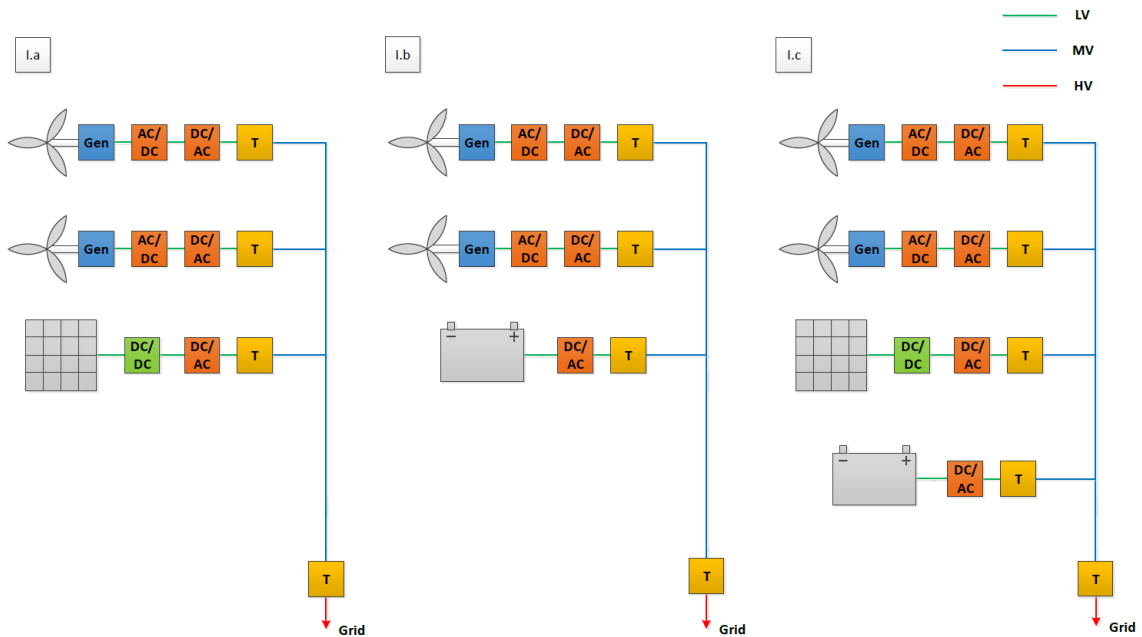 LV
I.a
I.b
I.c
MV
HV
Gen
AC/
DC
DC/
AC
T
Gen
AC/
DC
DC/
AC
T
Gen
AC/
DC
DC/
AC
T
Gen
AC/
DC
DC/
AC
T
Gen
AC/
DC
DC/
AC
T
Gen
AC/
DC
DC/
AC
T
DC/
DC
DC/
AC
T
− +
DC/
AC
T
DC/
DC
DC/
AC
T
− +
DC/
AC
T
T
Grid
T
Grid
T
Grid